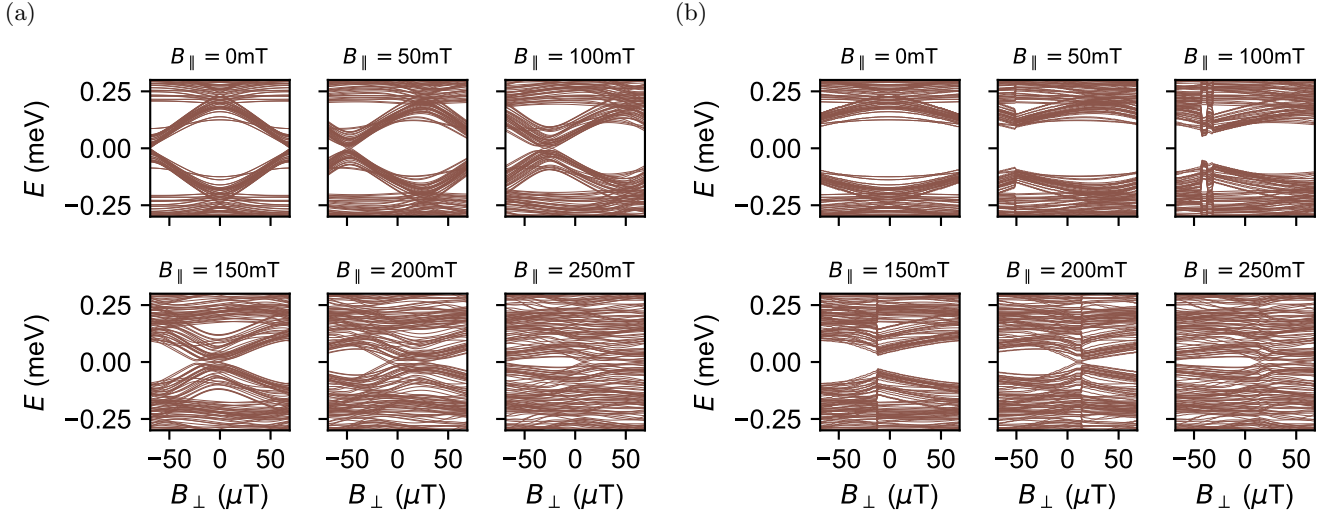 (a)
(b)
B∥ = 0mT
B∥ = 50mT
B∥ = 100mT
B∥ = 0mT
B∥ = 50mT
B∥ = 100mT
0.25
0.00
−0.25
E (meV)
0.25
0.00
−0.25
E (meV)
B∥ = 150mT
B∥ = 200mT
B∥ = 250mT
B∥ = 150mT
B∥ = 200mT
B∥ = 250mT
0.25
0.00
−0.25
E (meV)
0.25
0.00
−0.25
E (meV)
−50 0 50
−50 0 50
−50 0 50
−50 0 50
−50 0 50
−50 0 50
B⊥ (μT)
B⊥ (μT)
B⊥ (μT)
B⊥ (μT)
B⊥ (μT)
B⊥ (μT)